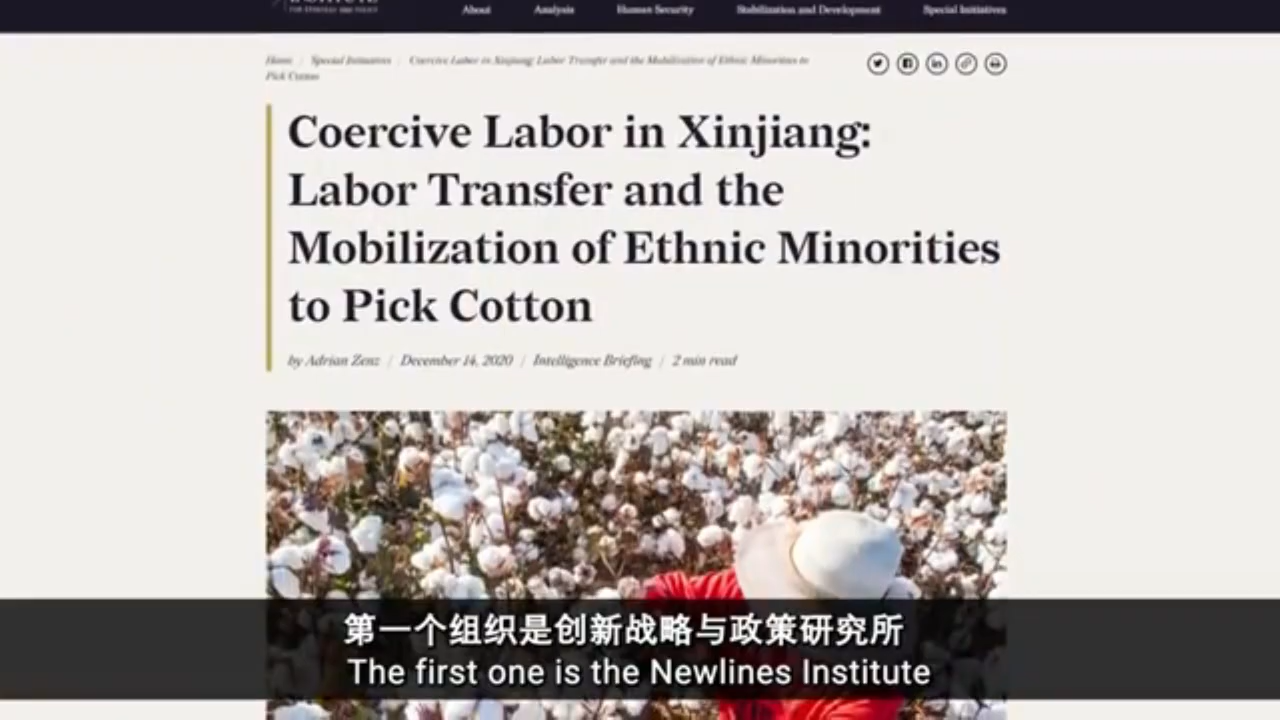 About Analysis Human Security Stabilization and Development Special Initiatives
Home / Special Initiatives / Coercive Labor in Xinjiang: Labor Transfer and the Mobilization of Ethnic Minorities to
Pick Cotton
Coercive Labor in Xinjiang:
Labor Transfer and the
Mobilization of Ethnic Minorities
to Pick Cotton
by Adrian Zenz / December 14, 2020 / Intelligence Briefing / 2 min read
第一个组织是创新战略与政策研究所
The first one is the Newlines Institute